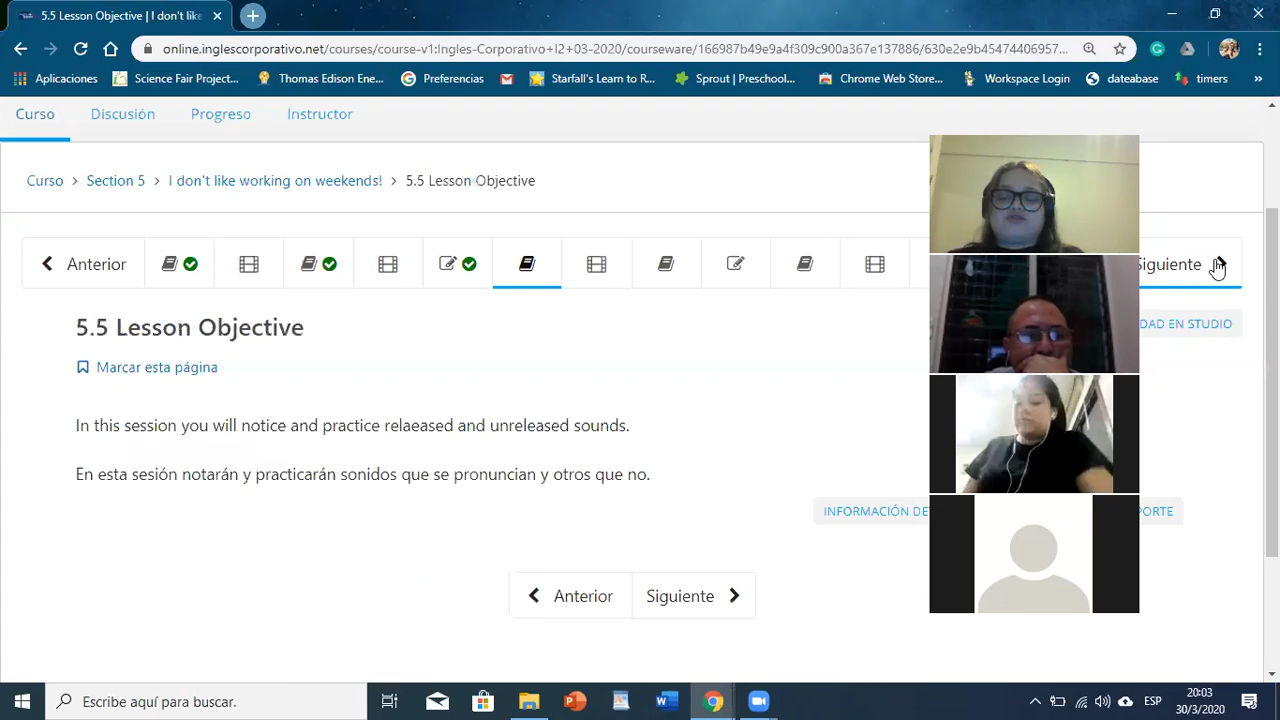 5.5 Lesson Objective | I don't like
online.inglescorporativo.net/courses/course-v1:Ingles-Corporativo+I2+03-2020/courseware/166987b49e9a4f309c900a367e137886/630e2e9b45474406957...
Aplicaciones Science Fair Project... Thomas Edison Ene... Preferencias Starfall's Learn to R... Sprout | Preschool... Chrome Web Store... Workspace Login dateabase timers
Curso Discusión Progreso Instructor
Curso > Section 5 > I don't like working on weekends! > 5.5 Lesson Objective
Anterior Siguiente
5.5 Lesson Objective
DAD EN STUDIO
Marcar esta página
In this session you will notice and practice relaeased and unreleased sounds.
En esta sesión notarán y practicarán sonidos que se pronuncian y otros que no.
INFORMACIÓN DE PORTE
Anterior Siguiente
Escribe aquí para buscar.
ESP
20:03
30/3/2020